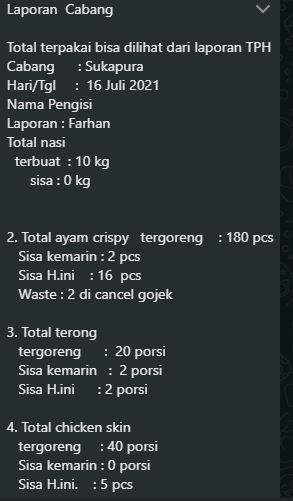 Laporan Cabang
Total terpakai bisa dilihat dari laporan TPH
Cabang : Sukapura
Hari/Tgl : 16 Juli 2021
Nama Pengisi
Laporan : Farhan
Total nasi
terbuat : 10 kg
sisa : 0 kg
2. Total ayam crispy tergoreng : 180 pcs
Sisa kemarin : 2 pcs
Sisa H.ini : 16 pcs
Waste : 2 di cancel gojek
3. Total terong
tergoreng : 20 porsi
Sisa kemarin : 2 porsi
Sisa H.ini : 2 porsi
4. Total chicken skin
tergoreng : 40 porsi
Sisa kemarin : 0 porsi
Sisa H.ini. : 5 pcs